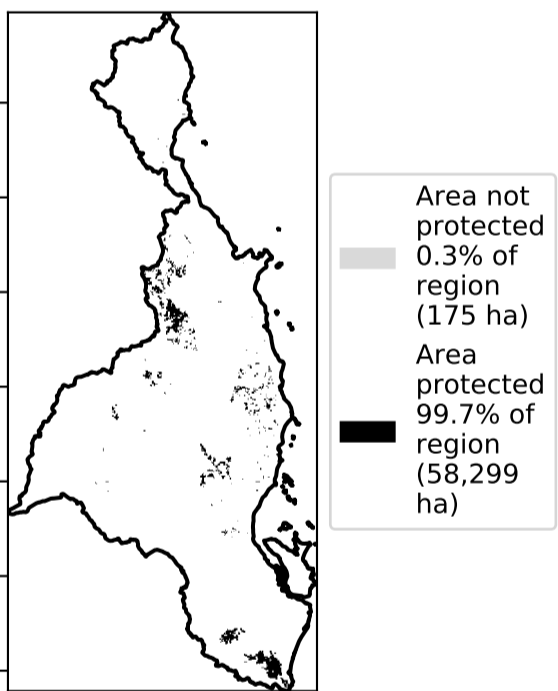 Area not
protected
0.3% of
region
(175 ha)
Area
protected
99.7% of
region
(58,299
ha)